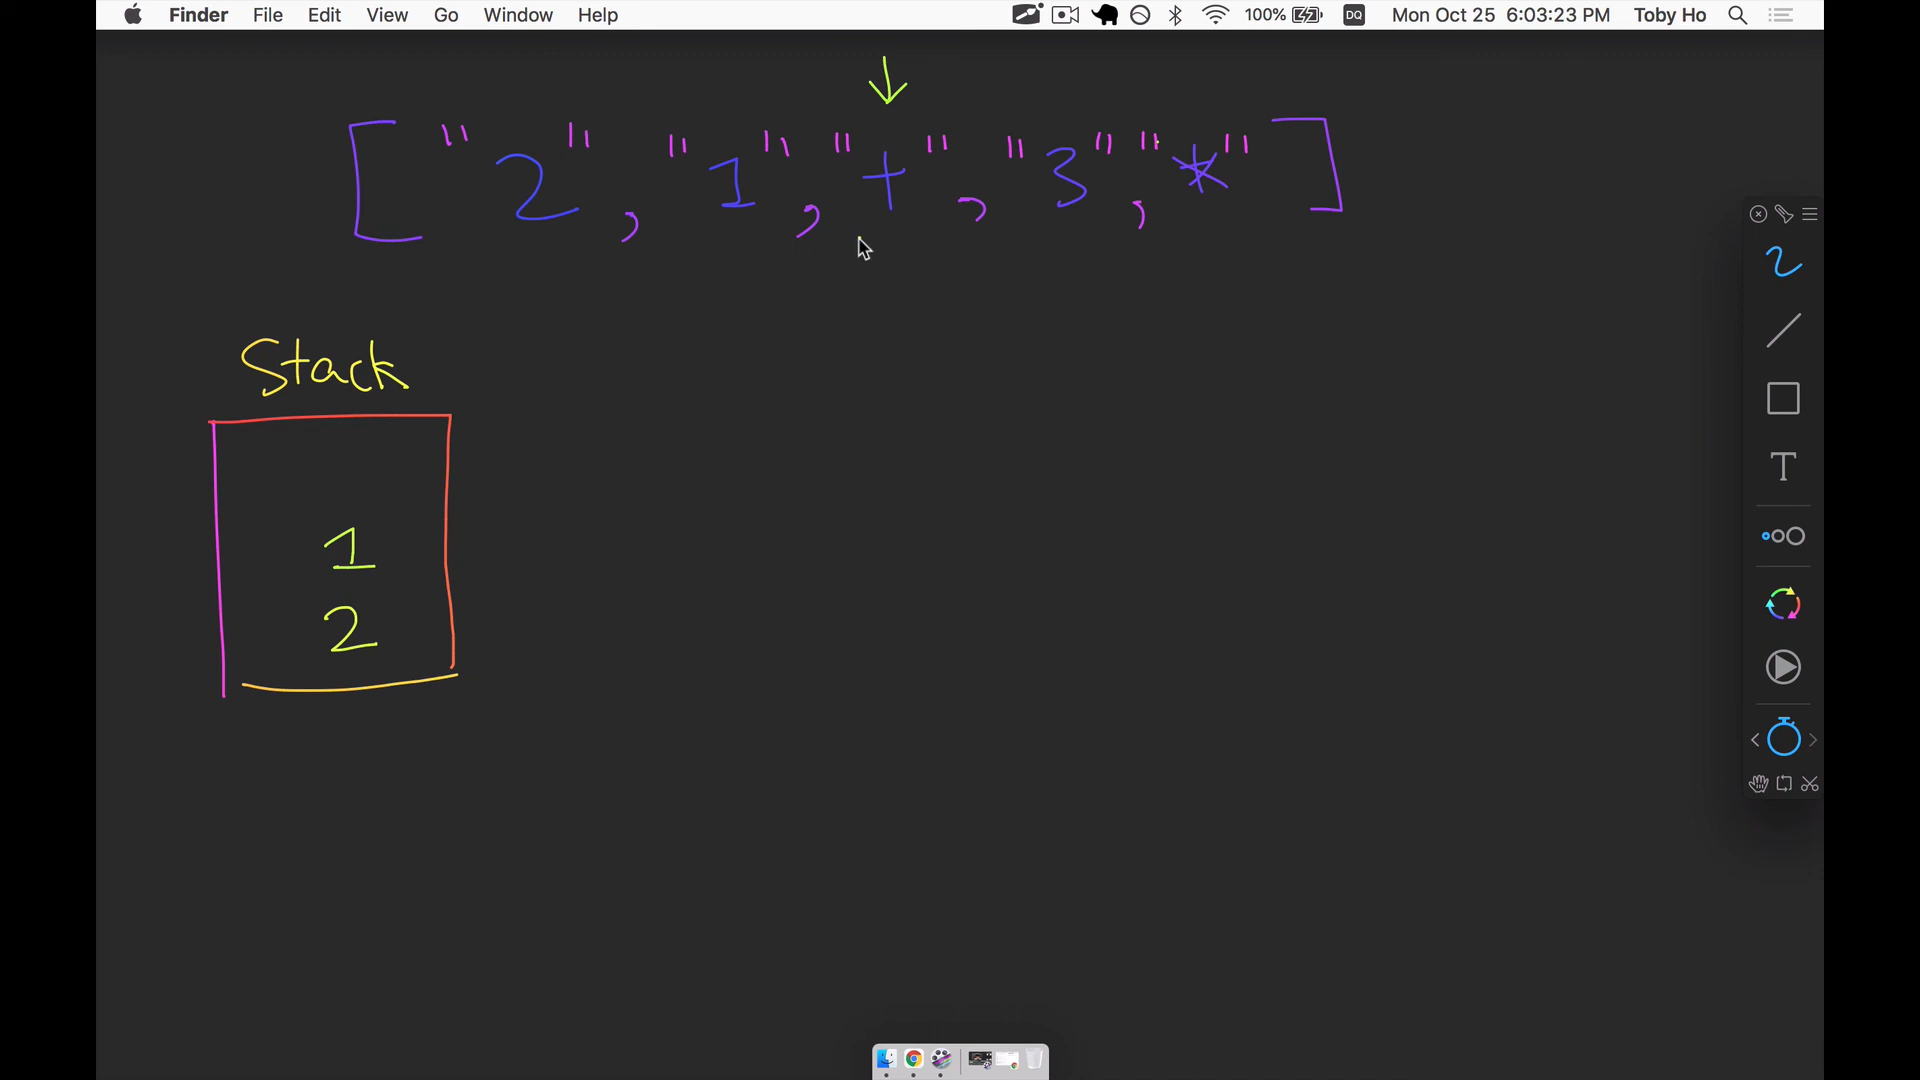 Finder File Edit View Go Window Help 100% DQ Mon Oct 25 6:03:23 PM Toby Ho
["2", "1", "+", "3", "*"]
Stack
1
2
T